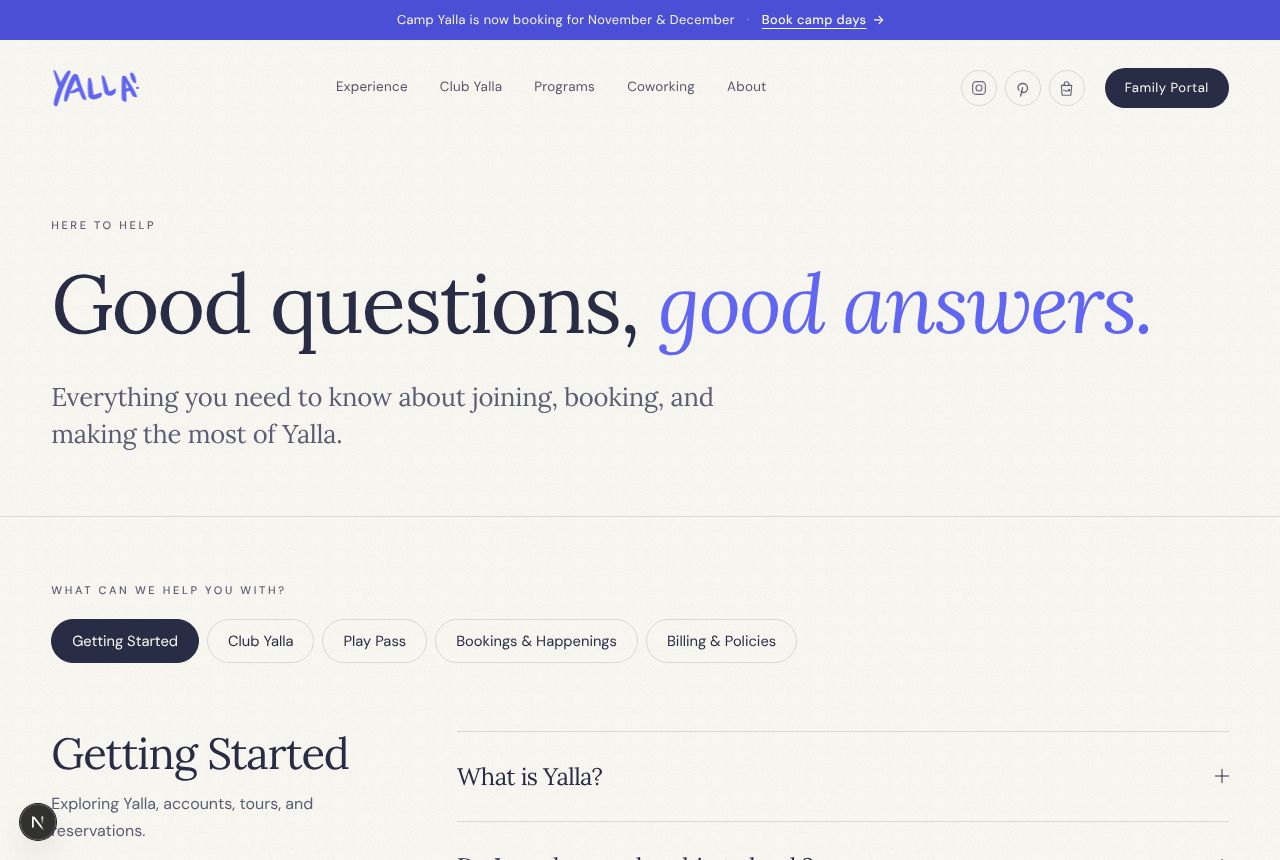 Camp Yalla is now booking for November & December · Book camp days →
YALLA!
Experience Club Yalla Programs Coworking About
Family Portal
HERE TO HELP
Good questions, good answers.
Everything you need to know about joining, booking, and
making the most of Yalla.
WHAT CAN WE HELP YOU WITH?
Getting Started Club Yalla Play Pass Bookings & Happenings Billing & Policies
Getting Started
What is Yalla?
Exploring Yalla, accounts, tours, and
reservations.
N